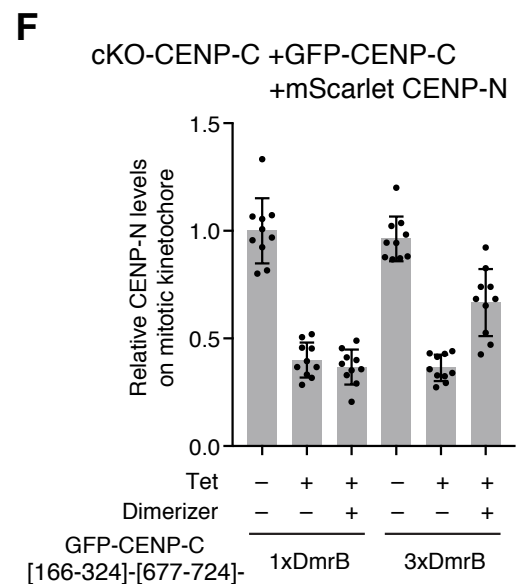 F
cKO-CENP-C +GFP-CENP-C
+mScarlet CENP-N
Relative CENP-N levels
on mitotic kinetochore
1.5
1.0
0.5
0.0
Tet − + + − + +
Dimerizer − − + − − +
GFP-CENP-C
[166-324]-[677-724]- 1xDmrB 3xDmrB